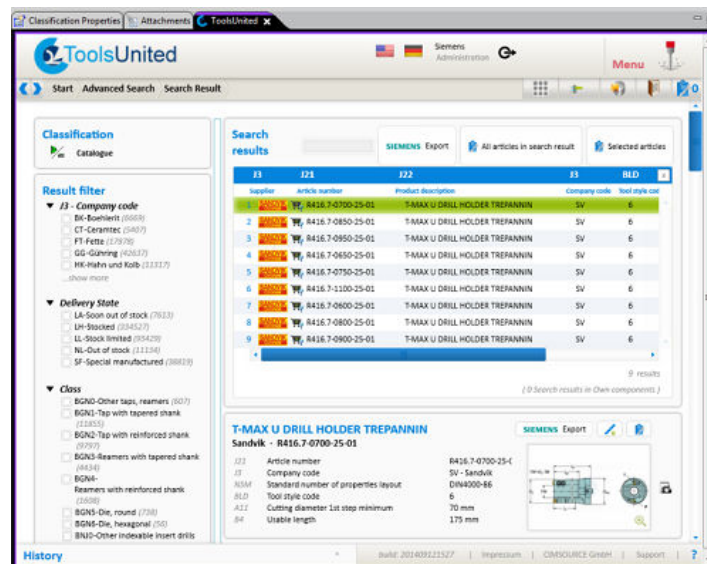 Classification Properties Attachments ToolsUnited
ToolsUnited
Siemens
Administration
Menu
Start Advanced Search Search Result
0
Classification
Catalogue
Result filter
J3 - Company code
BK-Boehlerit (6669)
CT-Ceramtec (5407)
FT-Fette (17978)
GG-Gühring (42637)
HK-Hahn und Kolb (11317)
...show more
Delivery State
LA-Soon out of stock (7613)
LH-Stocked (334527)
LL-Stock limited (95429)
NL-Out of stock (11134)
SF-Special manufactured (38819)
Class
BGN0-Other taps, reamers (607)
BGN1-Tap with tapered shank
(11455)
BGN2-Tap with reinforced shank
(9797)
BGN3-Reamers with tapered shank
(4434)
BGN4-
Reamers with reinforced shank
(1608)
BGN5-Die, round (738)
BGN6-Die, hexagonal (56)
BNJ0-Other indexable insert drills
Search
results
SIEMENS Export
All articles in search result
Selected articles
J3 J21 J22 J3 BLD
Supplier Article number Product description Company code Tool style cod
1 SANDVIK R416.7-0700-25-01 T-MAX U DRILL HOLDER TREPANNIN SV 6
2 SANDVIK R416.7-0850-25-01 T-MAX U DRILL HOLDER TREPANNIN SV 6
3 SANDVIK R416.7-0950-25-01 T-MAX U DRILL HOLDER TREPANNIN SV 6
4 SANDVIK R416.7-0650-25-01 T-MAX U DRILL HOLDER TREPANNIN SV 6
5 SANDVIK R416.7-0750-25-01 T-MAX U DRILL HOLDER TREPANNIN SV 6
6 SANDVIK R416.7-1100-25-01 T-MAX U DRILL HOLDER TREPANNIN SV 6
7 SANDVIK R416.7-0600-25-01 T-MAX U DRILL HOLDER TREPANNIN SV 6
8 SANDVIK R416.7-0800-25-01 T-MAX U DRILL HOLDER TREPANNIN SV 6
9 SANDVIK R416.7-0900-25-01 T-MAX U DRILL HOLDER TREPANNIN SV 6
9 results
( 0 Search results in Own components )
T-MAX U DRILL HOLDER TREPANNIN
Sandvik - R416.7-0700-25-01
SIEMENS Export
J21 Article number R416.7-0700-25-(
J3 Company code SV - Sandvik
NSM Standard number of properties layout DIN4000-86
BLD Tool style code 6
A11 Cutting diameter 1st step minimum 70 mm
B4 Usable length 175 mm
History
build: 201409121527 | Impressum | CIMSOURCE GmbH | Support | ?